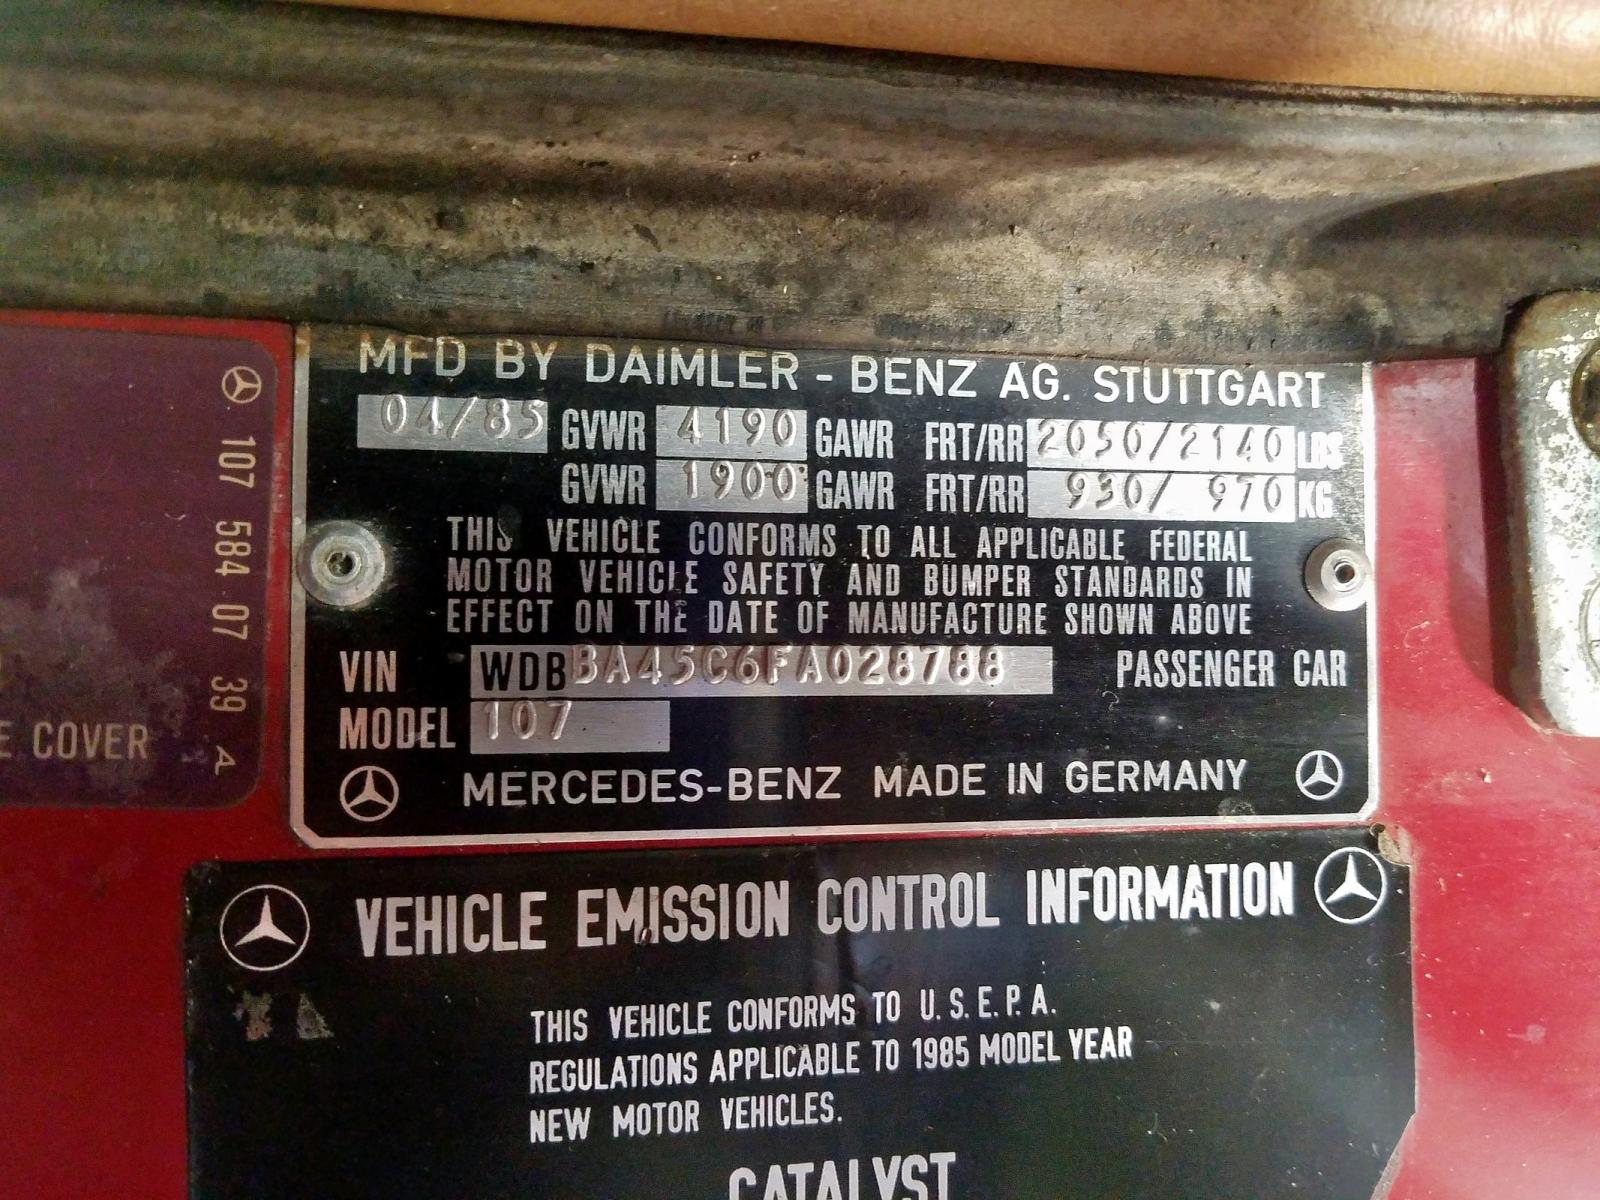 MFD BY DAIMLER - BENZ AG. STUTTGART
04/85 GVWR 4190 GAWR FRT/RR 2050/2140 LBS
GVWR 1900 GAWR FRT/RR 930/ 970 KG
THIS VEHICLE CONFORMS TO ALL APPLICABLE FEDERAL
MOTOR VEHICLE SAFETY AND BUMPER STANDARDS IN
EFFECT ON THE DATE OF MANUFACTURE SHOWN ABOVE
VIN WDBBA45C6FA028788 PASSENGER CAR
MODEL 107
MERCEDES-BENZ MADE IN GERMANY
107 584 07 39 A
E COVER
VEHICLE EMISSION CONTROL INFORMATION
THIS VEHICLE CONFORMS TO U.S.E.P.A.
REGULATIONS APPLICABLE TO 1985 MODEL YEAR
NEW MOTOR VEHICLES.
CATALYST